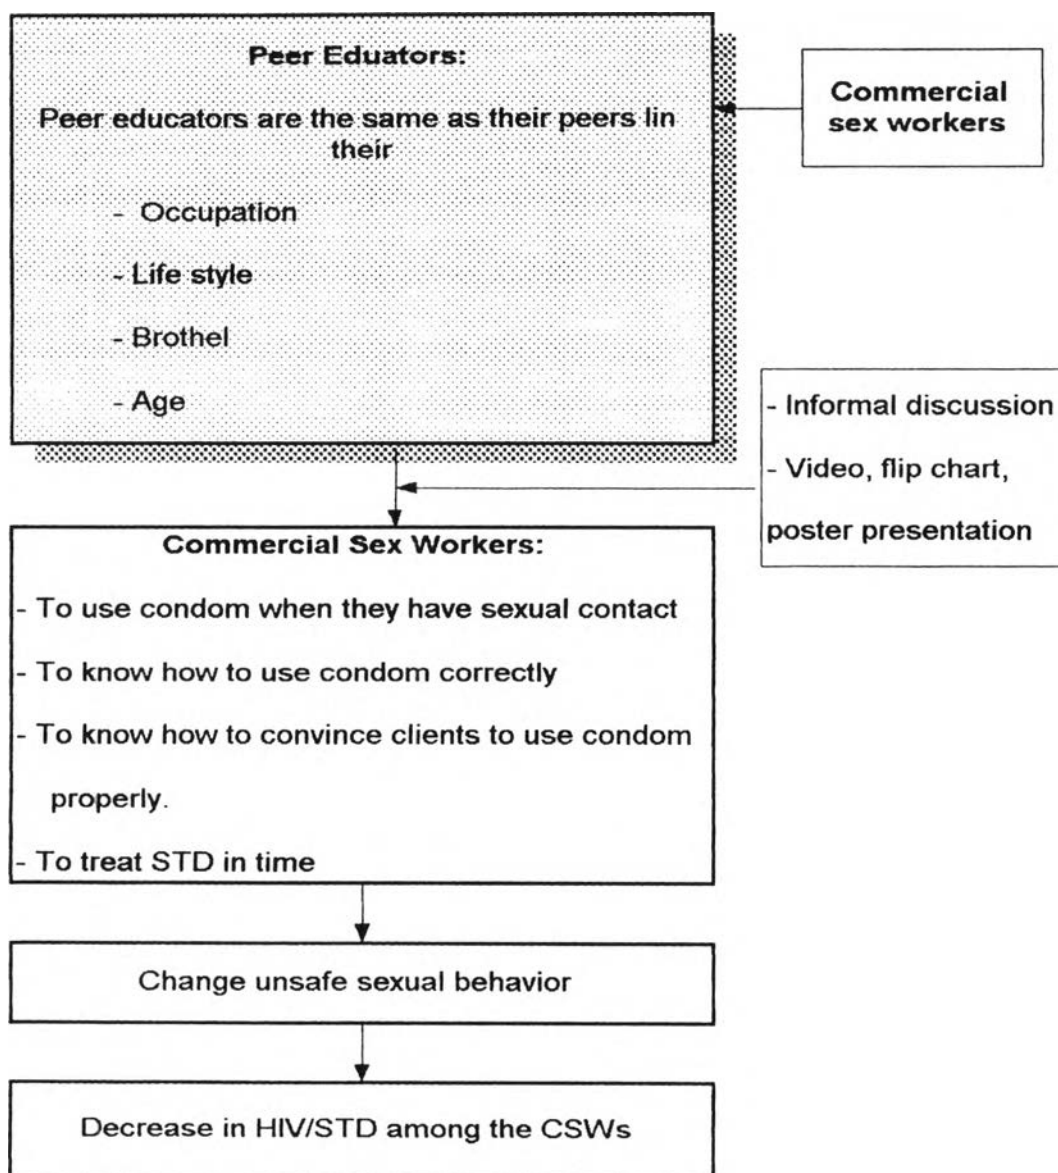 Peer Eduators:
Peer educators are the same as their peers lin
their
- Occupation
- Life style
- Brothel
- Age
Commercial
sex workers
- Informal discussion
- Video, flip chart,
poster presentation
Commercial Sex Workers:
- To use condom when they have sexual contact
- To know how to use condom correctly
- To know how to convince clients to use condom
properly.
- To treat STD in time
Change unsafe sexual behavior
Decrease in HIV/STD among the CSWs